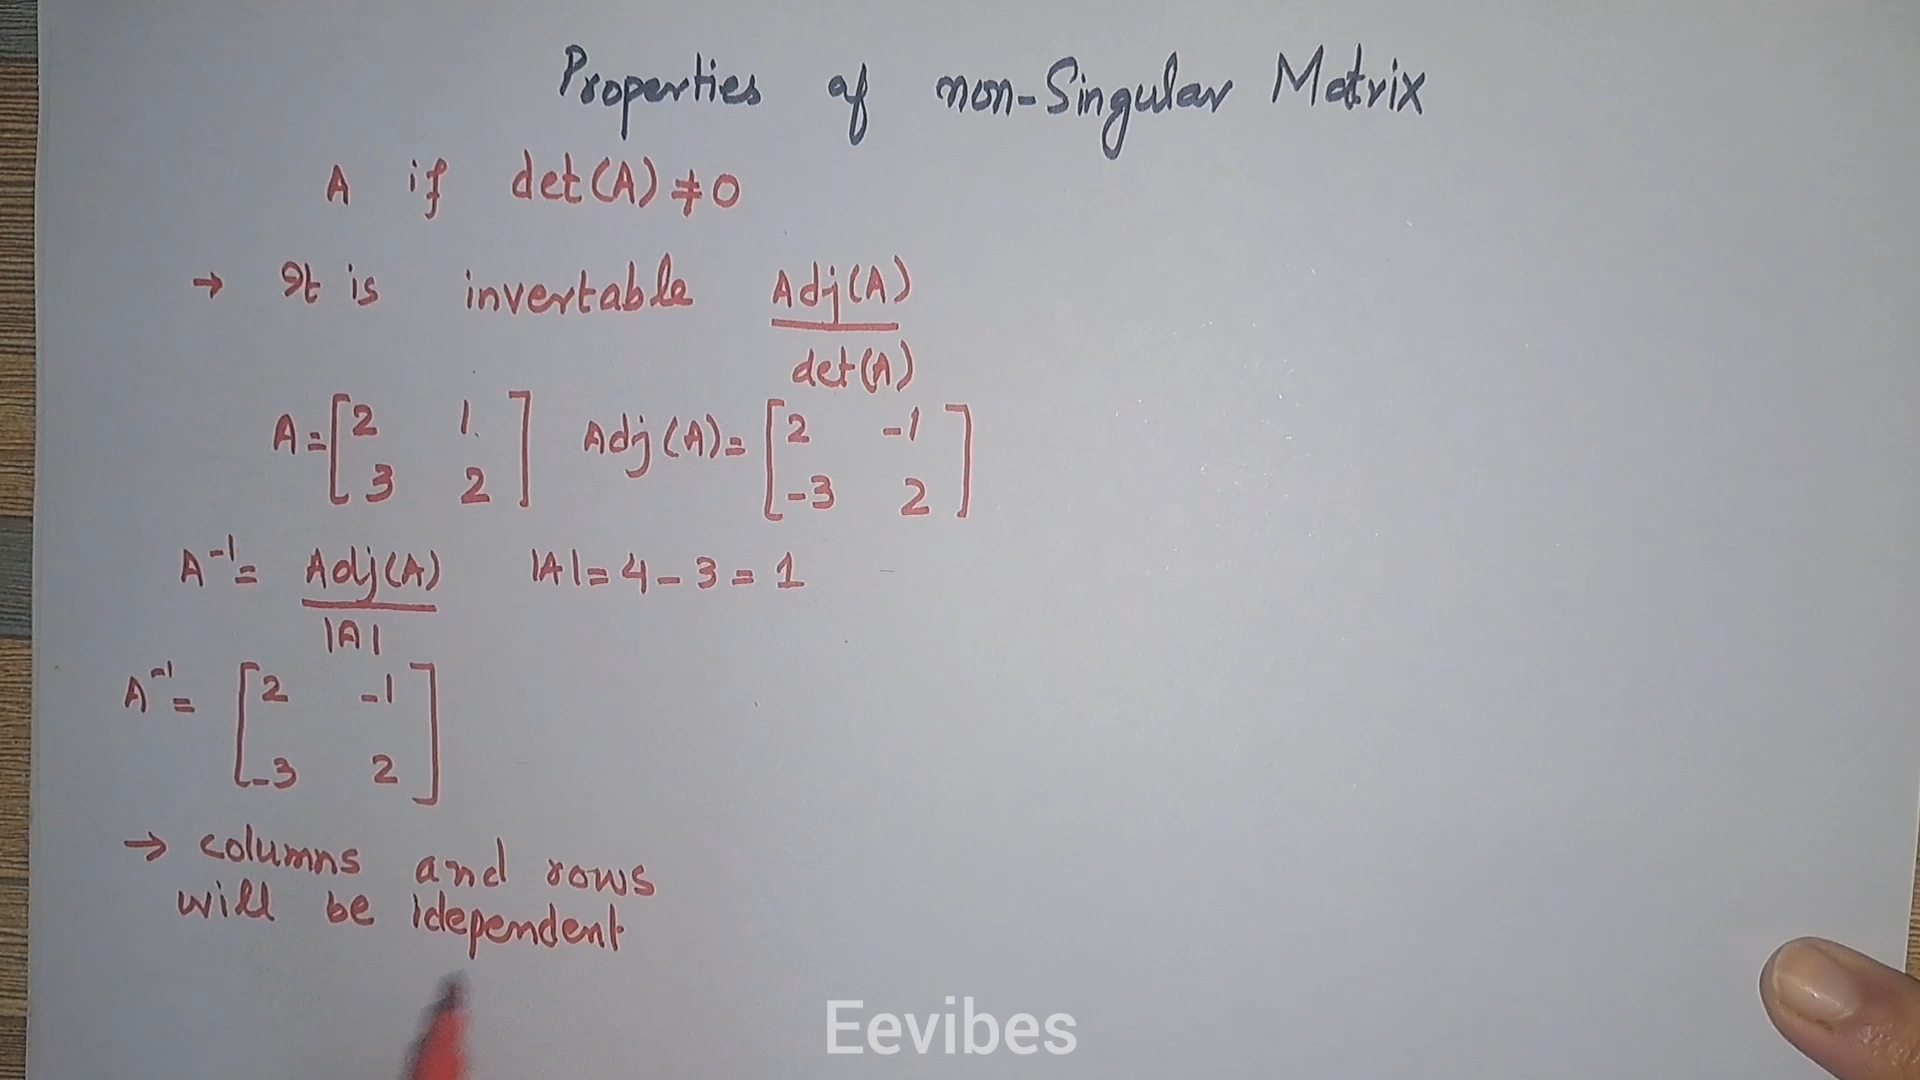 Properties of non-Singular Matrix
A if det(A) ≠ 0
→ It is invertable Adj(A)
det(A)
A = [2 1
3 2] Adj(A) = [2 -1
-3 2]
A⁻¹ = Adj(A) |A| = 4 - 3 = 1
|A|
A⁻¹ = [2 -1
-3 2]
→ columns and rows
will be idependent
Eevibes